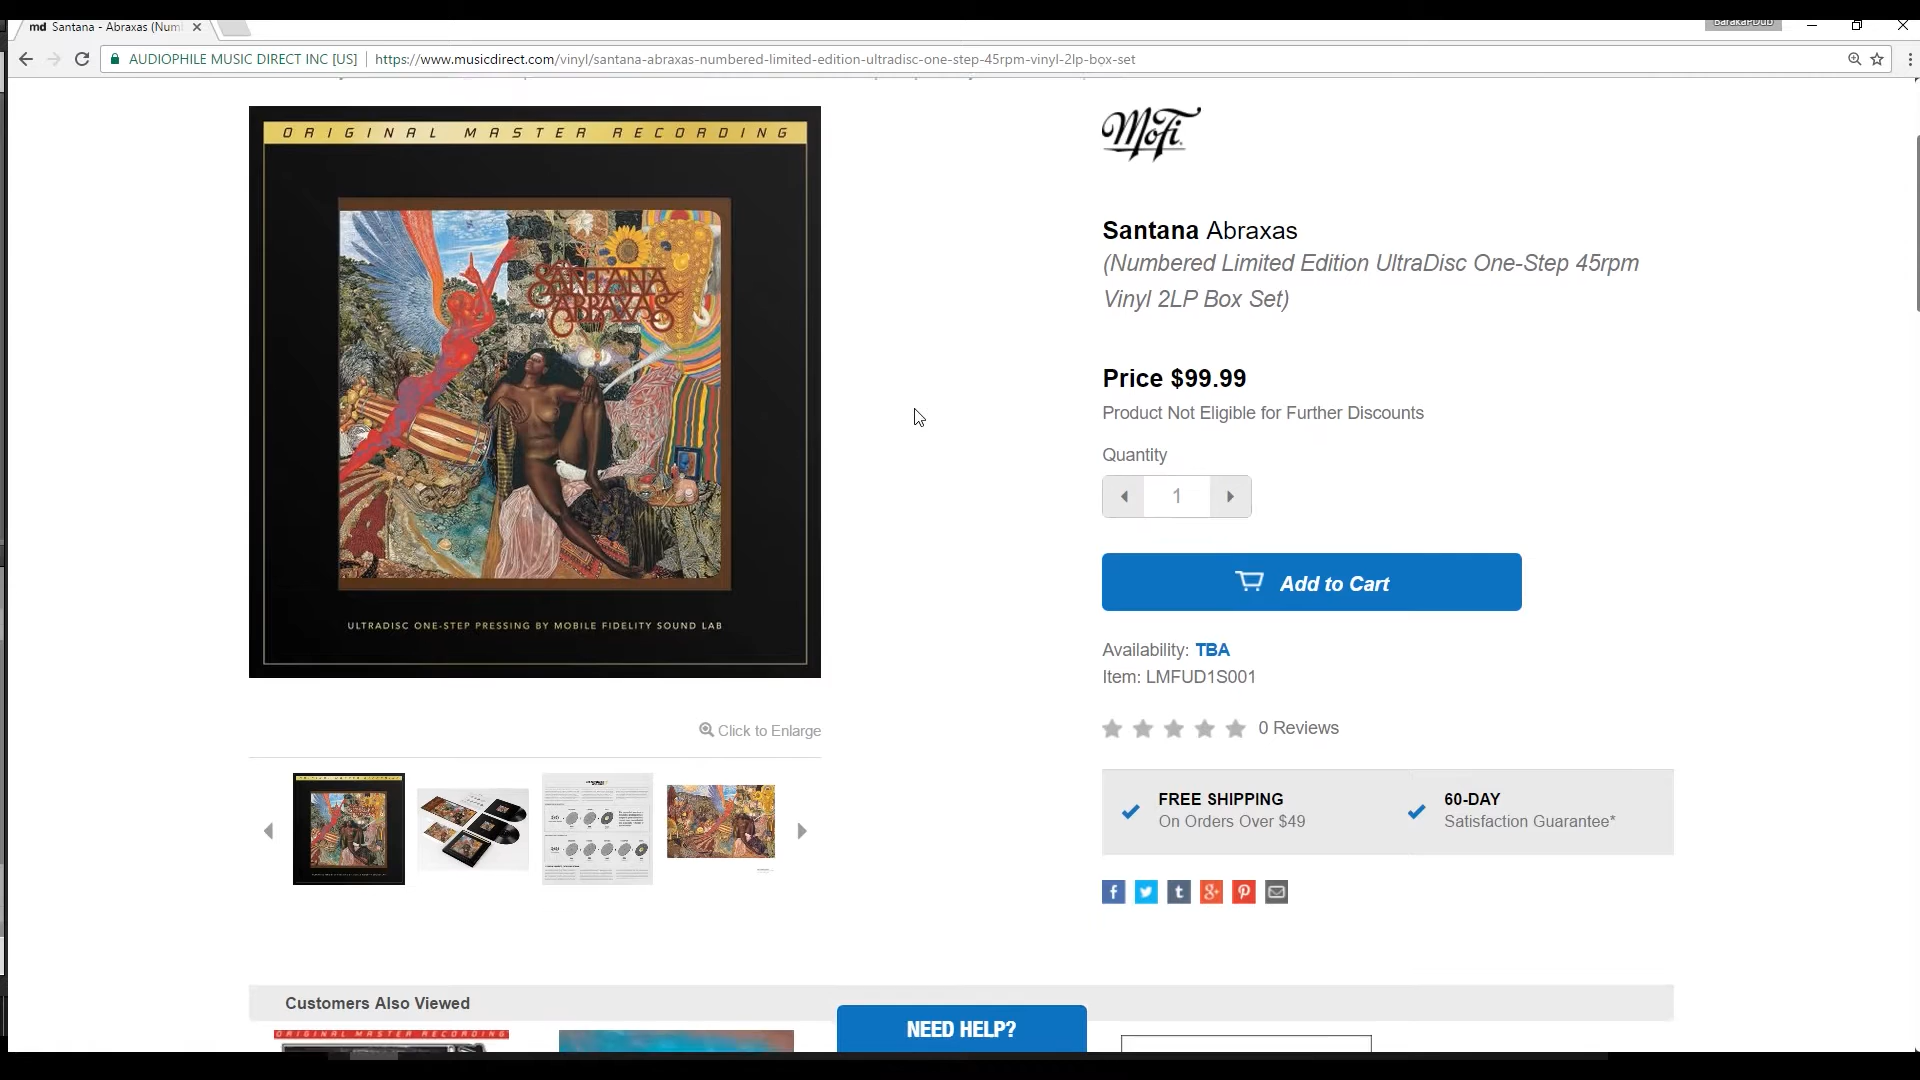 BarakaPDub
md Santana - Abraxas (Num
AUDIOPHILE MUSIC DIRECT INC [US]
https://www.musicdirect.com/vinyl/santana-abraxas-numbered-limited-edition-ultradisc-one-step-45rpm-vinyl-2lp-box-set
ORIGINAL MASTER RECORDING
SANTANA
ABRAXAS
ULTRADISC ONE-STEP PRESSING BY MOBILE FIDELITY SOUND LAB
Click to Enlarge
MoFi
Santana Abraxas
(Numbered Limited Edition UltraDisc One-Step 45rpm
Vinyl 2LP Box Set)
Price $99.99
Product Not Eligible for Further Discounts
Quantity
1
Add to Cart
Availability: TBA
Item: LMFUD1S001
0 Reviews
FREE SHIPPING
On Orders Over $49
60-DAY
Satisfaction Guarantee*
Customers Also Viewed
ORIGINAL MASTER RECORDING
NEED HELP?